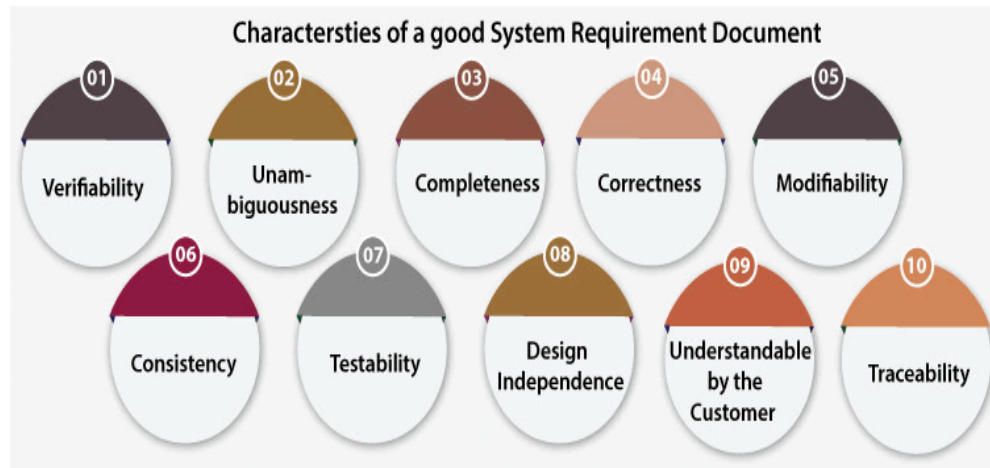 Charactersties of a good System Requirement Document
01
Verifiability
02
Unam-
biguousness
03
Completeness
04
Correctness
05
Modifiability
06
Consistency
07
Testability
08
Design
Independence
09
Understandable
by the
Customer
10
Traceability